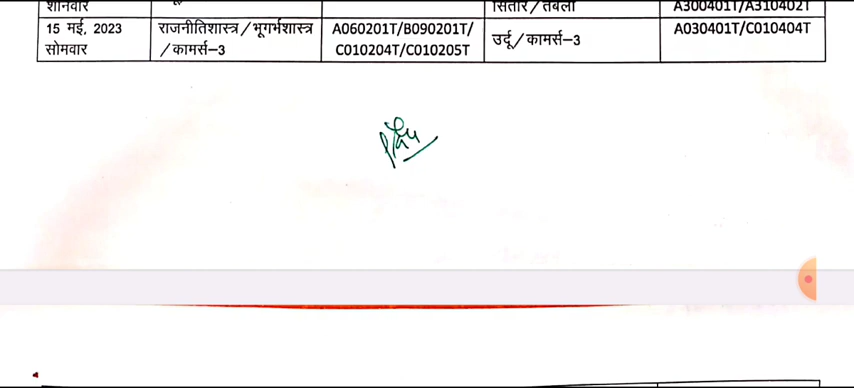 शनिवार सितार/तबला A300401T/A310402T
15 मई, 2023 राजनीतिशास्त्र/भूगर्भशास्त्र A060201T/B090201T/ उर्दू/कामर्स–3 A030401T/C010404T
सोमवार /कामर्स–3 C010204T/C010205T